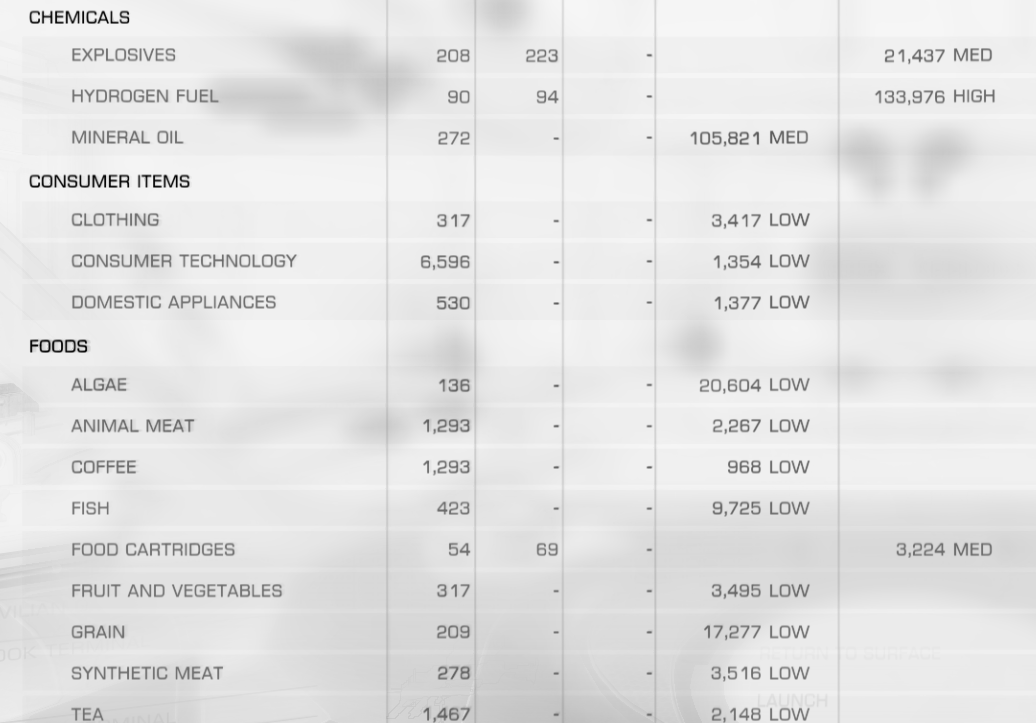 CHEMICALS
EXPLOSIVES 208 223 - 21,437 MED
HYDROGEN FUEL 90 94 - 133,976 HIGH
MINERAL OIL 272 - - 105,821 MED
CONSUMER ITEMS
CLOTHING 317 - - 3,417 LOW
CONSUMER TECHNOLOGY 6,596 - - 1,354 LOW
DOMESTIC APPLIANCES 530 - - 1,377 LOW
FOODS
ALGAE 136 - - 20,604 LOW
ANIMAL MEAT 1,293 - - 2,267 LOW
COFFEE 1,293 - - 968 LOW
FISH 423 - - 9,725 LOW
FOOD CARTRIDGES 54 69 - 3,224 MED
FRUIT AND VEGETABLES 317 - - 3,495 LOW
GRAIN 209 - - 17,277 LOW
RETURN TO SURFACE
SYNTHETIC MEAT 278 - - 3,516 LOW
LAUNCH
TEA 1,467 - - 2,148 LOW